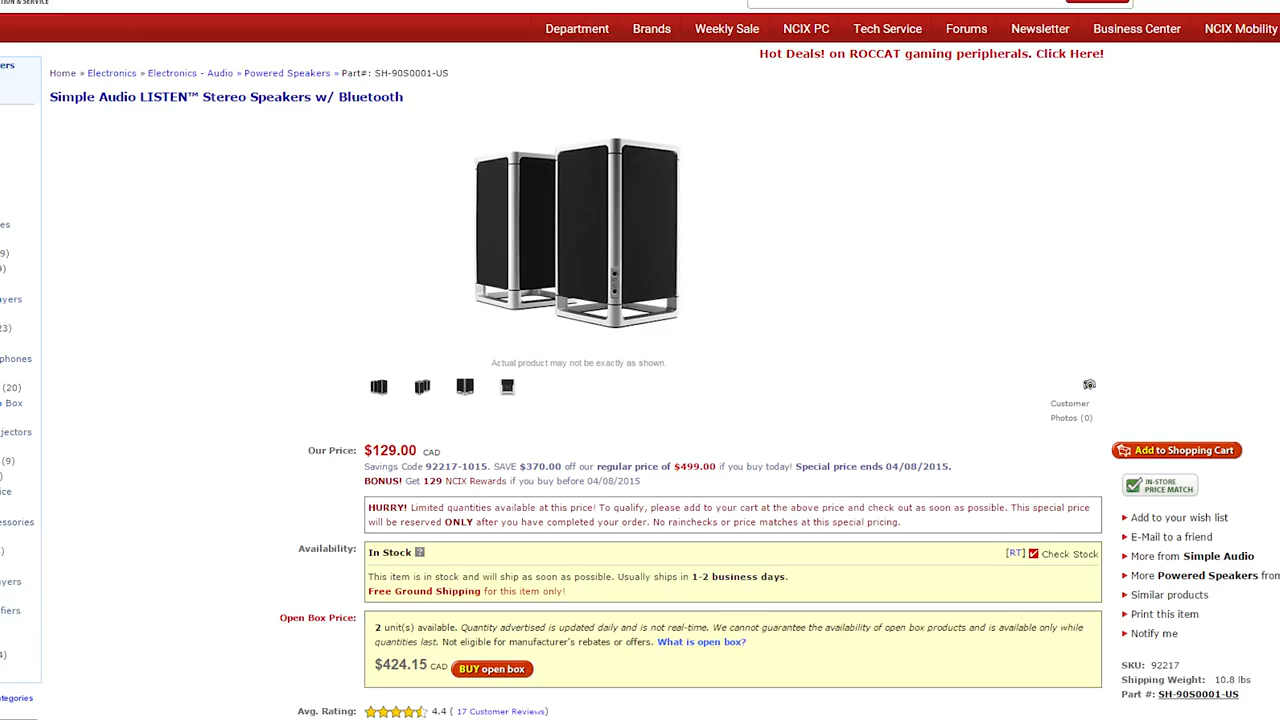 Department Brands Weekly Sale NCIX PC Tech Service Forums Newsletter Business Center NCIX Mobility
Hot Deals! on ROCCAT gaming peripherals. Click Here!
Home » Electronics » Electronics - Audio » Powered Speakers » Part#: SH-90S0001-US
Simple Audio LISTEN™ Stereo Speakers w/ Bluetooth
Actual product may not be exactly as shown.
Customer
Photos (0)
Our Price: $129.00 CAD
Savings Code 92217-1015. SAVE $370.00 off our regular price of $499.00 if you buy today! Special price ends 04/08/2015.
BONUS! Get 129 NCIX Rewards if you buy before 04/08/2015
HURRY! Limited quantities available at this price! To qualify, please add to your cart at the above price and check out as soon as possible. This special price
will be reserved ONLY after you have completed your order. No rainchecks or price matches at this special pricing.
Availability: In Stock ? [RT] Check Stock
This item is in stock and will ship as soon as possible. Usually ships in 1-2 business days.
Free Ground Shipping for this item only!
Open Box Price: 2 unit(s) available. Quantity advertised is updated daily and is not real-time. We cannot guarantee the availability of open box products and is available only while
quantities last. Not eligible for manufacturer's rebates or offers. What is open box?
$424.15 CAD BUY open box
Avg. Rating: 4.4 ( 17 Customer Reviews)
Add to Shopping Cart
IN-STORE
PRICE MATCH
Add to your wish list
E-Mail to a friend
More from Simple Audio
More Powered Speakers from
Similar products
Print this item
Notify me
SKU: 92217
Shipping Weight: 10.8 lbs
Part #: SH-90S0001-US
(20)
Box
(9)